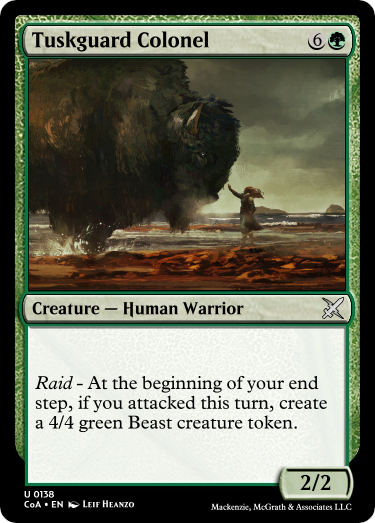 Tuskguard Colonel 6
Creature — Human Warrior
Raid - At the beginning of your end
step, if you attacked this turn, create
a 4/4 green Beast creature token.
2/2
U 0138
CoA • EN Leif Heanzo
Mackenzie, McGrath & Associates LLC